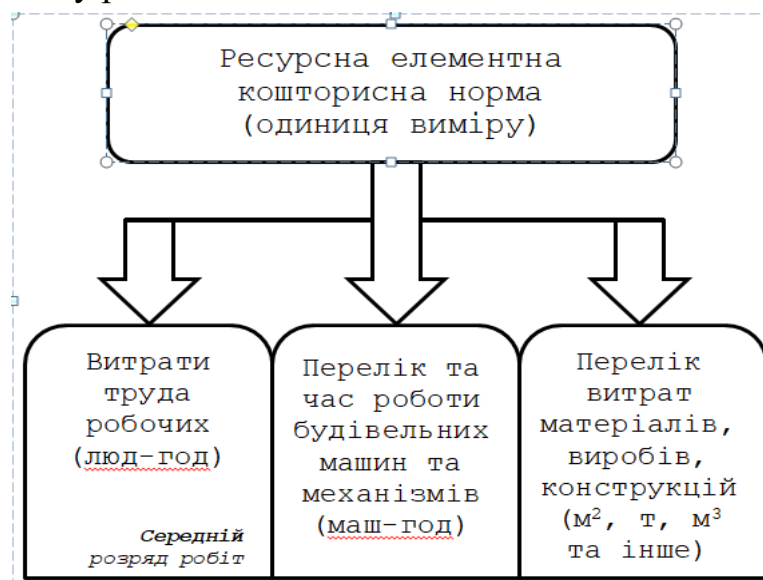 Ресурсна елементна
кошторисна норма
(одиниця виміру)
Витрати
труда
робочих
(люд-год)
Середній
розряд робіт
Перелік та
час роботи
будівельних
машин та
механізмів
(маш-год)
Перелік
витрат
матеріалів,
виробів,
конструкцій
(м², т, м³
та інше)